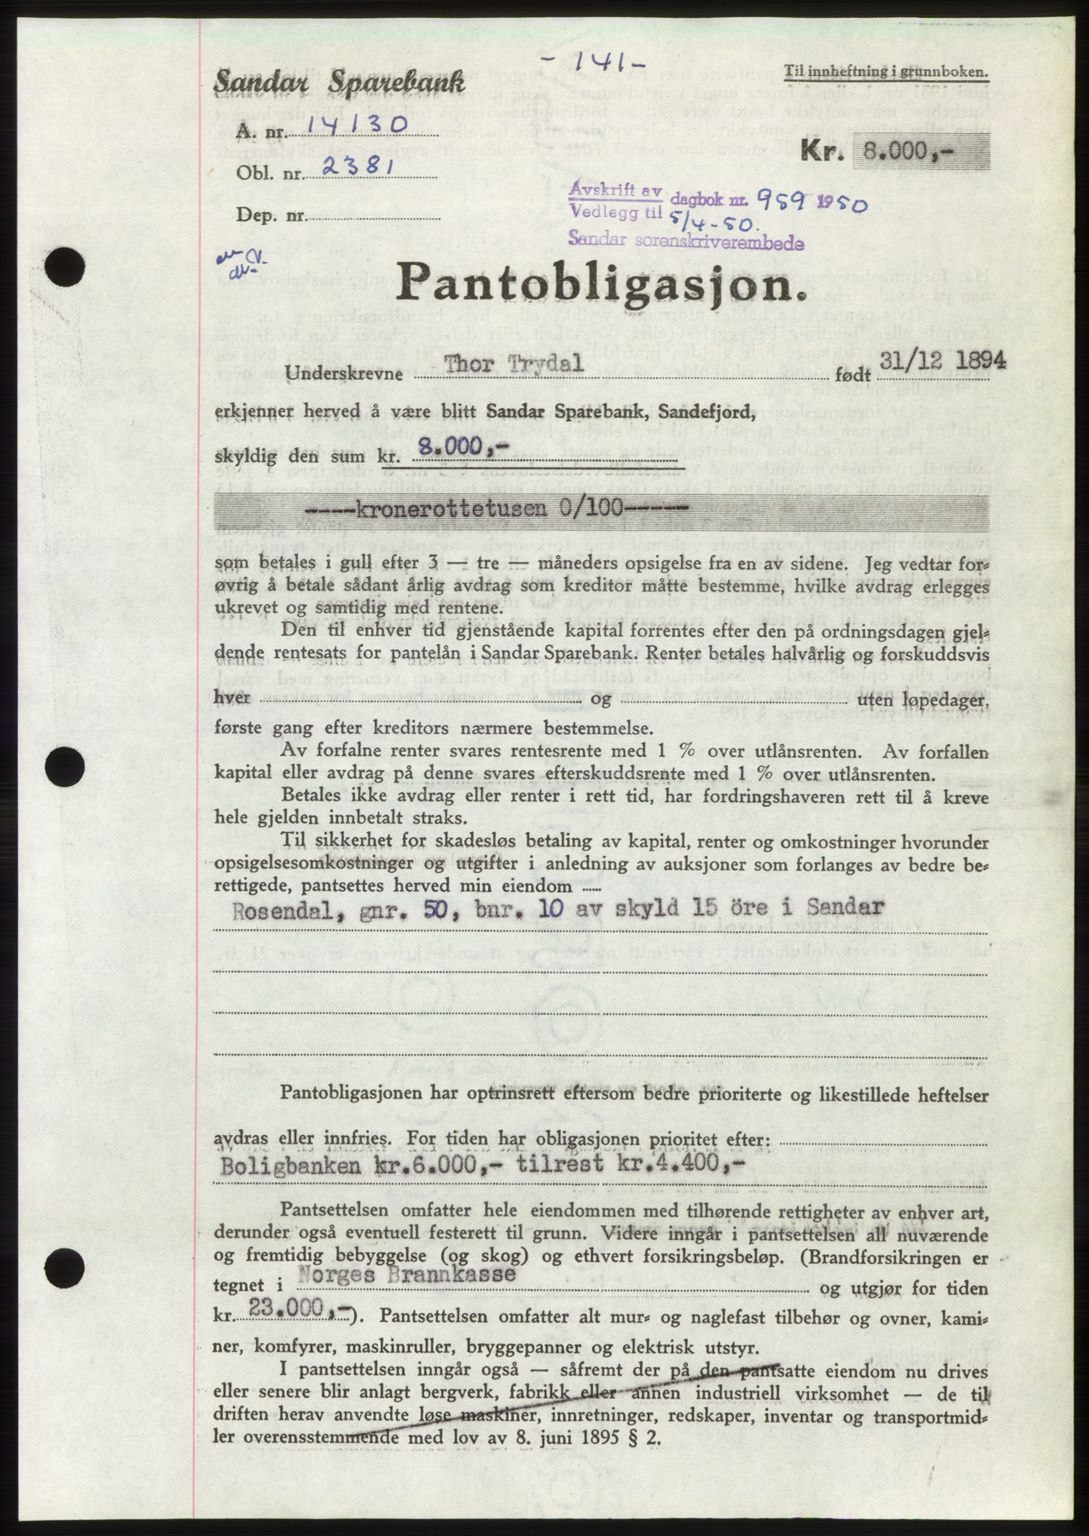 - 141 -
Til innheftning i grunnboken.
Sandar Sparebank
A. nr. 14130
Kr. 8.000,-
Obl. nr. 2381
Avskrift av dagbok nr. 959 1950
Vedlegg til 5/4-50.
Dep. nr.
Sandar sorenskriverembede
Pantobligasjon.
Underskrevne Thor Trydal født 31/12 1894
erkjenner herved å være blitt Sandar Sparebank, Sandefjord,
skyldig den sum kr. 8.000,-
-----kronerottetusen 0/100------
som betales i gull efter 3 — tre — måneders opsigelse fra en av sidene. Jeg vedtar for-
øvrig å betale sådant årlig avdrag som kreditor måtte bestemme, hvilke avdrag erlegges
ukrevet og samtidig med rentene.
Den til enhver tid gjenstående kapital forrentes efter den på ordningsdagen gjel-
dende rentesats for pantelån i Sandar Sparebank. Renter betales halvårlig og forskuddsvis
hver og uten løpedager,
første gang efter kreditors nærmere bestemmelse.
Av forfalne renter svares rentesrente med 1 % over utlånsrenten. Av forfallen
kapital eller avdrag på denne svares efterskuddsrente med 1 % over utlånsrenten.
Betales ikke avdrag eller renter i rett tid, har fordringshaveren rett til å kreve
hele gjelden innbetalt straks.
Til sikkerhet for skadesløs betaling av kapital, renter og omkostninger hvorunder
opsigelsesomkostninger og utgifter i anledning av auksjoner som forlanges av bedre be-
rettigede, pantsettes herved min eiendom
Rosendal, gnr. 50, bnr. 10 av skyld 15 öre i Sandar
Pantobligasjonen har optrinsrett eftersom bedre prioriterte og likestillede heftelser
avdras eller innfries. For tiden har obligasjonen prioritet efter:
Boligbanken kr.6.000,- tilrest kr.4.400,-
Pantsettelsen omfatter hele eiendommen med tilhørende rettigheter av enhver art,
derunder også eventuell festerett til grunn. Videre inngår i pantsettelsen all nuværende
og fremtidig bebyggelse (og skog) og ethvert forsikringsbeløp. (Brandforsikringen er
tegnet i Norges Brannkasse og utgjør for tiden
kr. 23.000,-). Pantsettelsen omfatter alt mur- og naglefast tilbehør og ovner, kami-
ner, komfyrer, maskinruller, bryggepanner og elektrisk utstyr.
I pantsettelsen inngår også — såfremt der på den pantsatte eiendom nu drives
eller senere blir anlagt bergverk, fabrikk eller annen industriell virksomhet — de til
driften herav anvendte løse maskiner, innretninger, redskaper, inventar og transportmid-
ler overensstemmende med lov av 8. juni 1895 § 2.